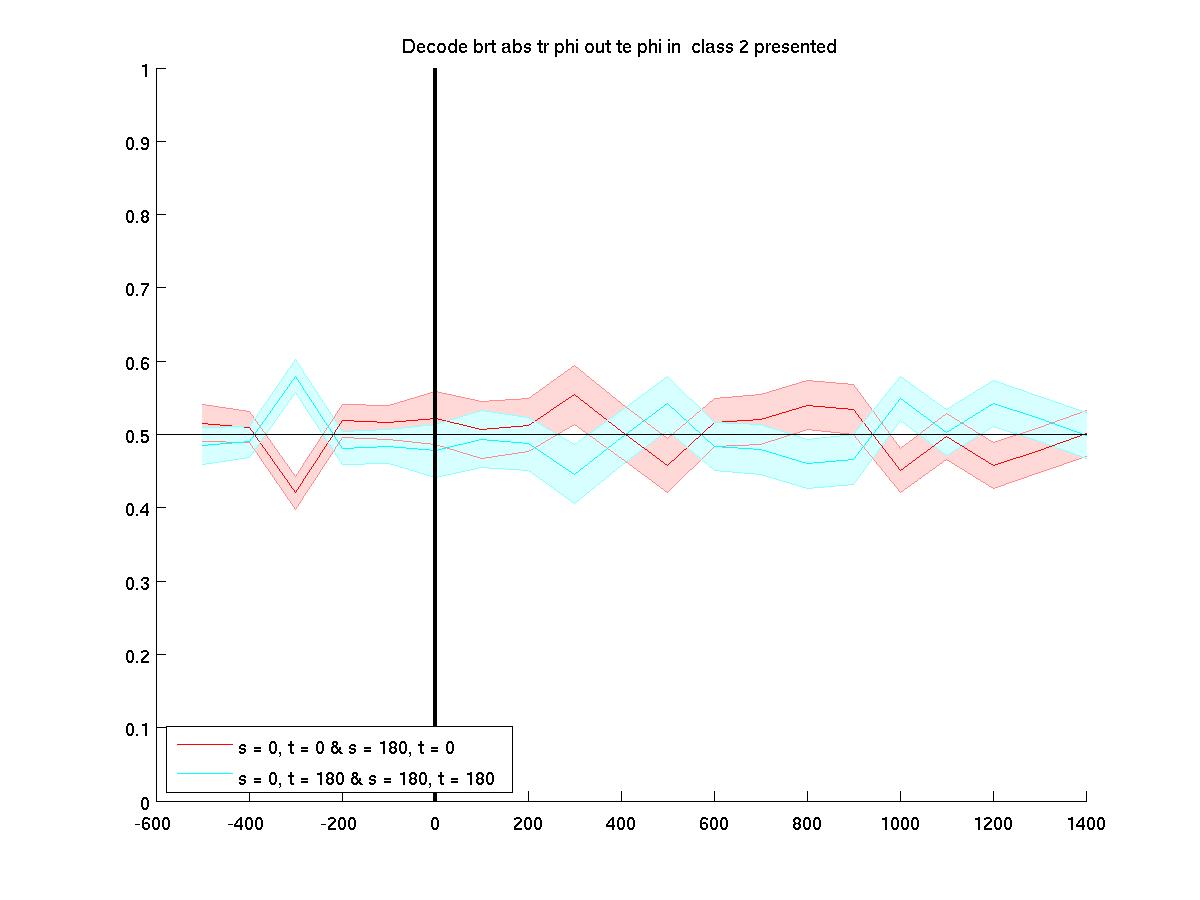 Decode brt abs tr phi out te phi in  class 2 presented
1
0.9
0.8
0.7
0.6
0.5
0.4
0.3
0.2
0.1
0
s = 0, t = 0 & s = 180, t = 0
s = 0, t = 180 & s = 180, t = 180
-600 -400 -200 0 200 400 600 800 1000 1200 1400